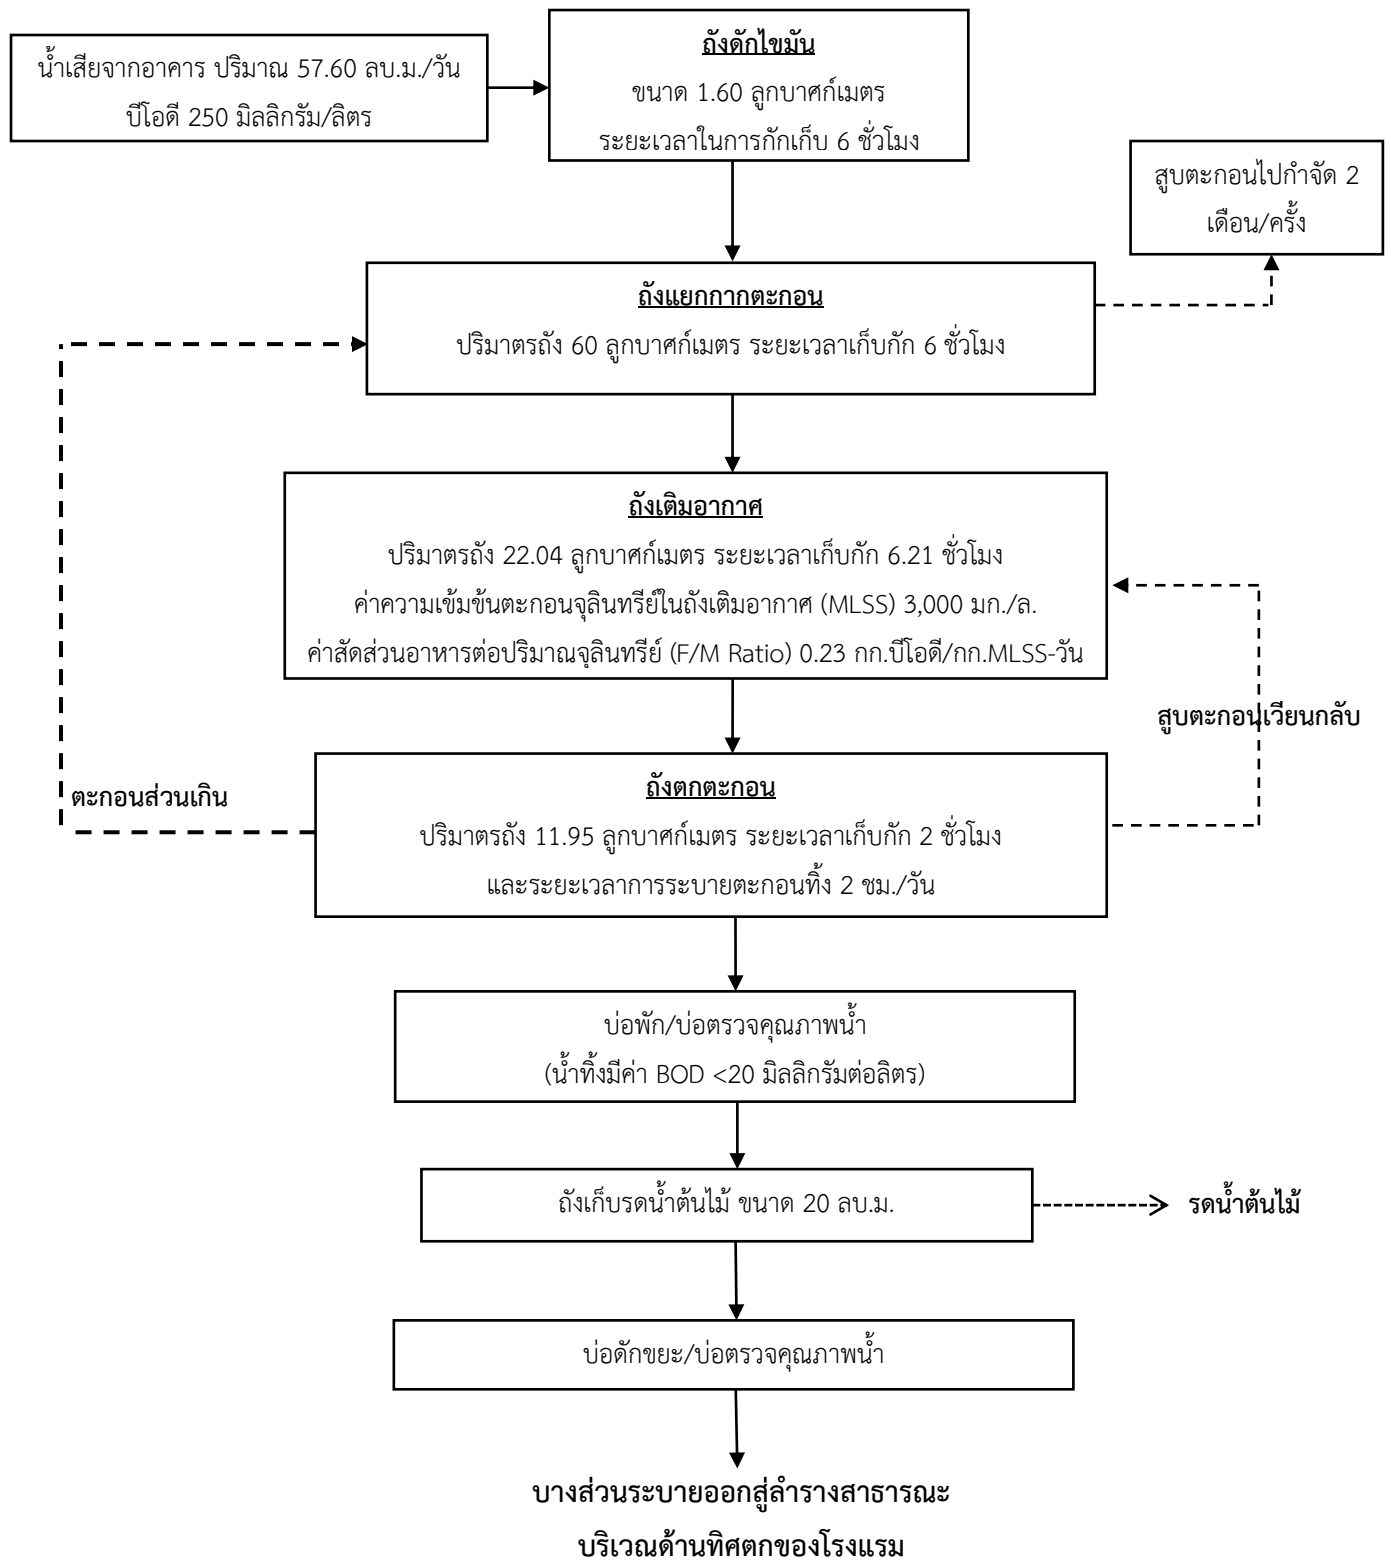 น้ำเสียจากอาคาร ปริมาณ 57.60 ลบ.ม./วัน
บีโอดี 250 มิลลิกรัม/ลิตร
ถังดักไขมัน
ขนาด 1.60 ลูกบาศก์เมตร
ระยะเวลาในการกักเก็บ 6 ชั่วโมง
สูบตะกอนไปกำจัด 2
เดือน/ครั้ง
ถังแยกกากตะกอน
ปริมาตรถัง 60 ลูกบาศก์เมตร ระยะเวลาเก็บกัก 6 ชั่วโมง
ถังเติมอากาศ
ปริมาตรถัง 22.04 ลูกบาศก์เมตร ระยะเวลาเก็บกัก 6.21 ชั่วโมง
ค่าความเข้มข้นตะกอนจุลินทรีย์ในถังเติมอากาศ (MLSS) 3,000 มก./ล.
ค่าสัดส่วนอาหารต่อปริมาณจุลินทรีย์ (F/M Ratio) 0.23 กก.บีโอดี/กก.MLSS-วัน
สูบตะกอนเวียนกลับ
ตะกอนส่วนเกิน
ถังตกตะกอน
ปริมาตรถัง 11.95 ลูกบาศก์เมตร ระยะเวลาเก็บกัก 2 ชั่วโมง
และระยะเวลาการระบายตะกอนทิ้ง 2 ชม./วัน
บ่อพัก/บ่อตรวจคุณภาพน้ำ
(น้ำทิ้งมีค่า BOD <20 มิลลิกรัมต่อลิตร)
ถังเก็บรดน้ำต้นไม้ ขนาด 20 ลบ.ม.
รดน้ำต้นไม้
บ่อดักขยะ/บ่อตรวจคุณภาพน้ำ
บางส่วนระบายออกสู่ลำรางสาธารณะ
บริเวณด้านทิศตกของโรงแรม